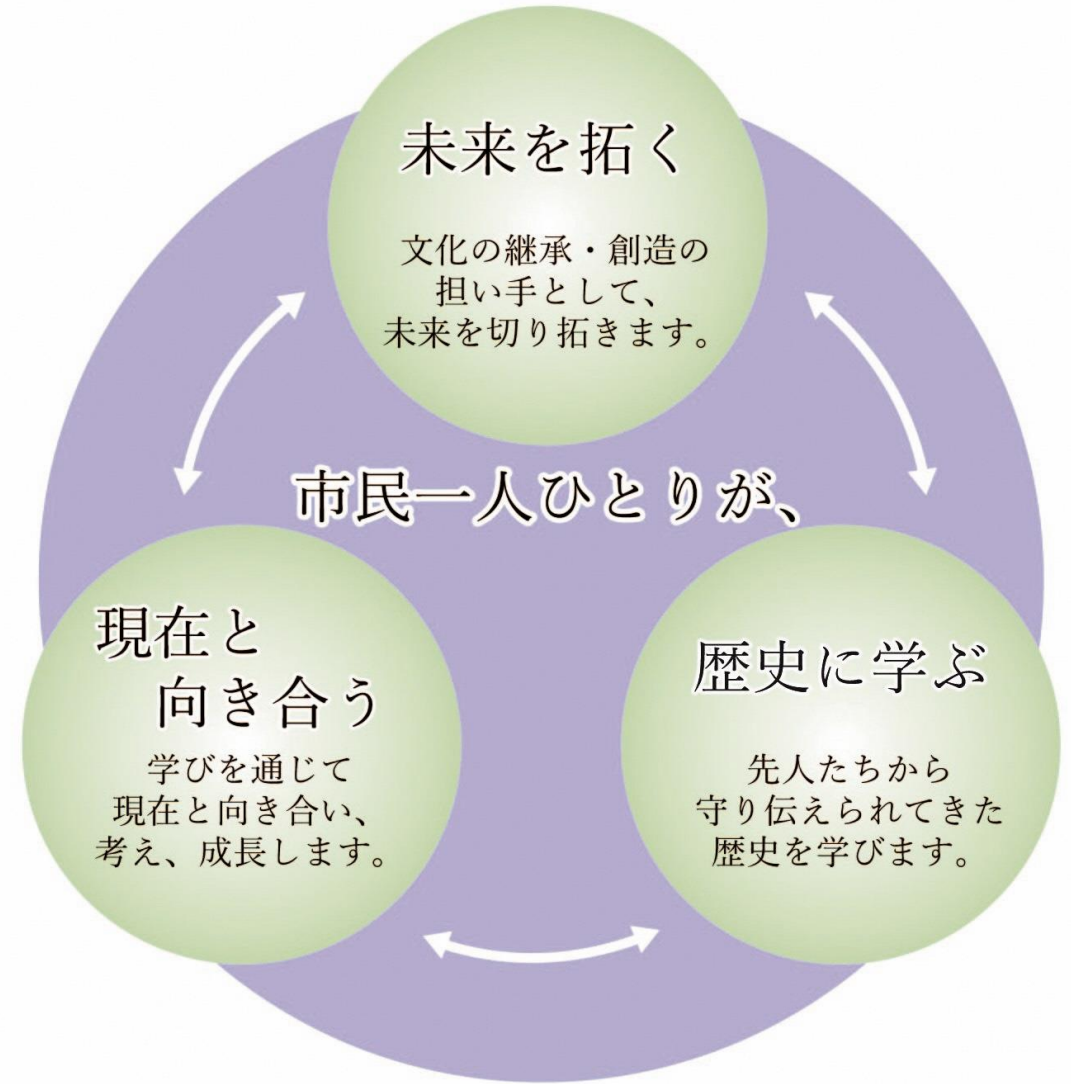 未来を拓く
文化の継承・創造の
担い手として、
未来を切り拓きます。
市民一人ひとりが、
現在と
向き合う
学びを通じて
現在と向き合い、
考え、成長します。
歴史に学ぶ
先人たちから
守り伝えられてきた
歴史を学びます。